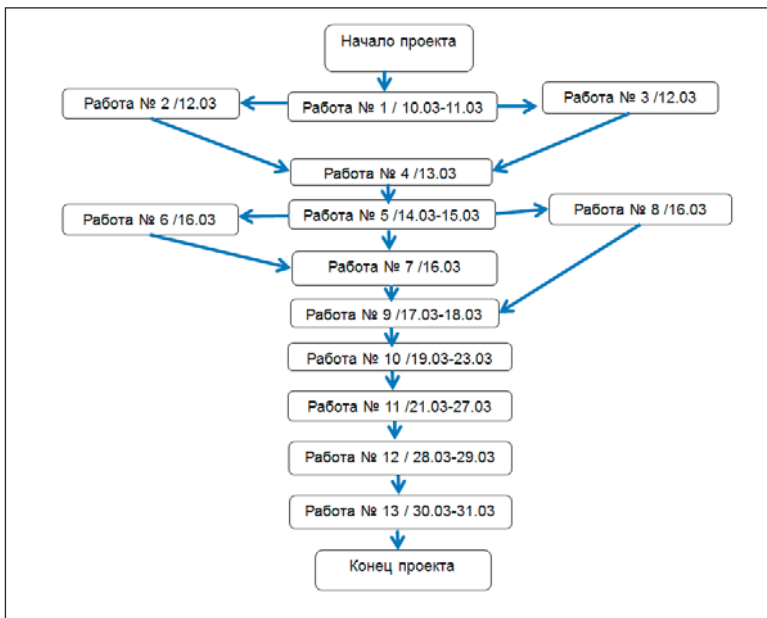 Начало проекта
Работа № 2 /12.03
Работа № 1 / 10.03-11.03
Работа № 3 /12.03
Работа № 4 /13.03
Работа № 6 /16.03
Работа № 5 /14.03-15.03
Работа № 8 /16.03
Работа № 7 /16.03
Работа № 9 /17.03-18.03
Работа № 10 /19.03-23.03
Работа № 11 /21.03-27.03
Работа № 12 / 28.03-29.03
Работа № 13 / 30.03-31.03
Конец проекта